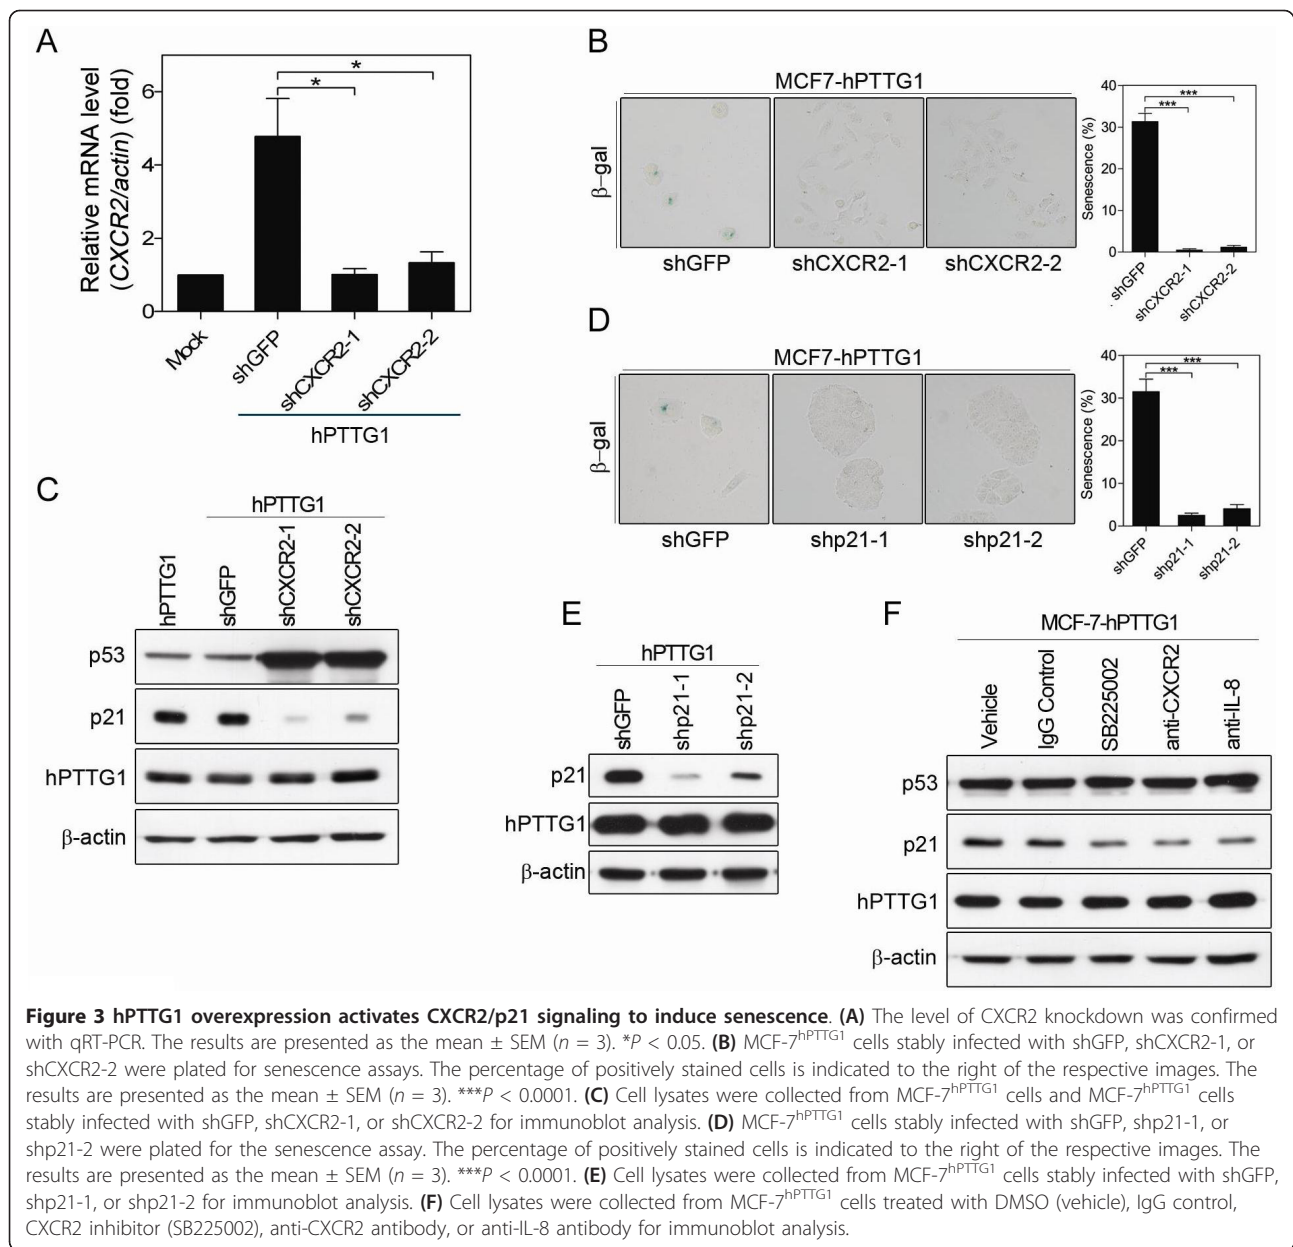 A
Relative mRNA level
(CXCR2/actin) (fold)
6
4
2
0
*
*
Mock
shGFP
shCXCR2-1
shCXCR2-2
hPTTG1
B
MCF7-hPTTG1
β-gal
shGFP
shCXCR2-1
shCXCR2-2
Senescence (%)
40
30
20
10
0
***
***
shGFP
shCXCR2-1
shCXCR2-2
C
hPTTG1
hPTTG1
shGFP
shCXCR2-1
shCXCR2-2
p53
p21
hPTTG1
β-actin
D
MCF7-hPTTG1
β-gal
shGFP
shp21-1
shp21-2
Senescence (%)
40
30
20
10
0
***
***
shGFP
shp21-1
shp21-2
E
hPTTG1
shGFP
shp21-1
shp21-2
p21
hPTTG1
β-actin
F
MCF-7-hPTTG1
Vehicle
IgG Control
SB225002
anti-CXCR2
anti-IL-8
p53
p21
hPTTG1
β-actin
Figure 3 hPTTG1 overexpression activates CXCR2/p21 signaling to induce senescence. (A) The level of CXCR2 knockdown was confirmed
with qRT-PCR. The results are presented as the mean ± SEM (n = 3). *P < 0.05. (B) MCF-7hPTTG1 cells stably infected with shGFP, shCXCR2-1, or
shCXCR2-2 were plated for senescence assays. The percentage of positively stained cells is indicated to the right of the respective images. The
results are presented as the mean ± SEM (n = 3). ***P < 0.0001. (C) Cell lysates were collected from MCF-7hPTTG1 cells and MCF-7hPTTG1 cells
stably infected with shGFP, shCXCR2-1, or shCXCR2-2 for immunoblot analysis. (D) MCF-7hPTTG1 cells stably infected with shGFP, shp21-1, or
shp21-2 were plated for the senescence assay. The percentage of positively stained cells is indicated to the right of the respective images. The
results are presented as the mean ± SEM (n = 3). ***P < 0.0001. (E) Cell lysates were collected from MCF-7hPTTG1 cells stably infected with shGFP,
shp21-1, or shp21-2 for immunoblot analysis. (F) Cell lysates were collected from MCF-7hPTTG1 cells treated with DMSO (vehicle), IgG control,
CXCR2 inhibitor (SB225002), anti-CXCR2 antibody, or anti-IL-8 antibody for immunoblot analysis.